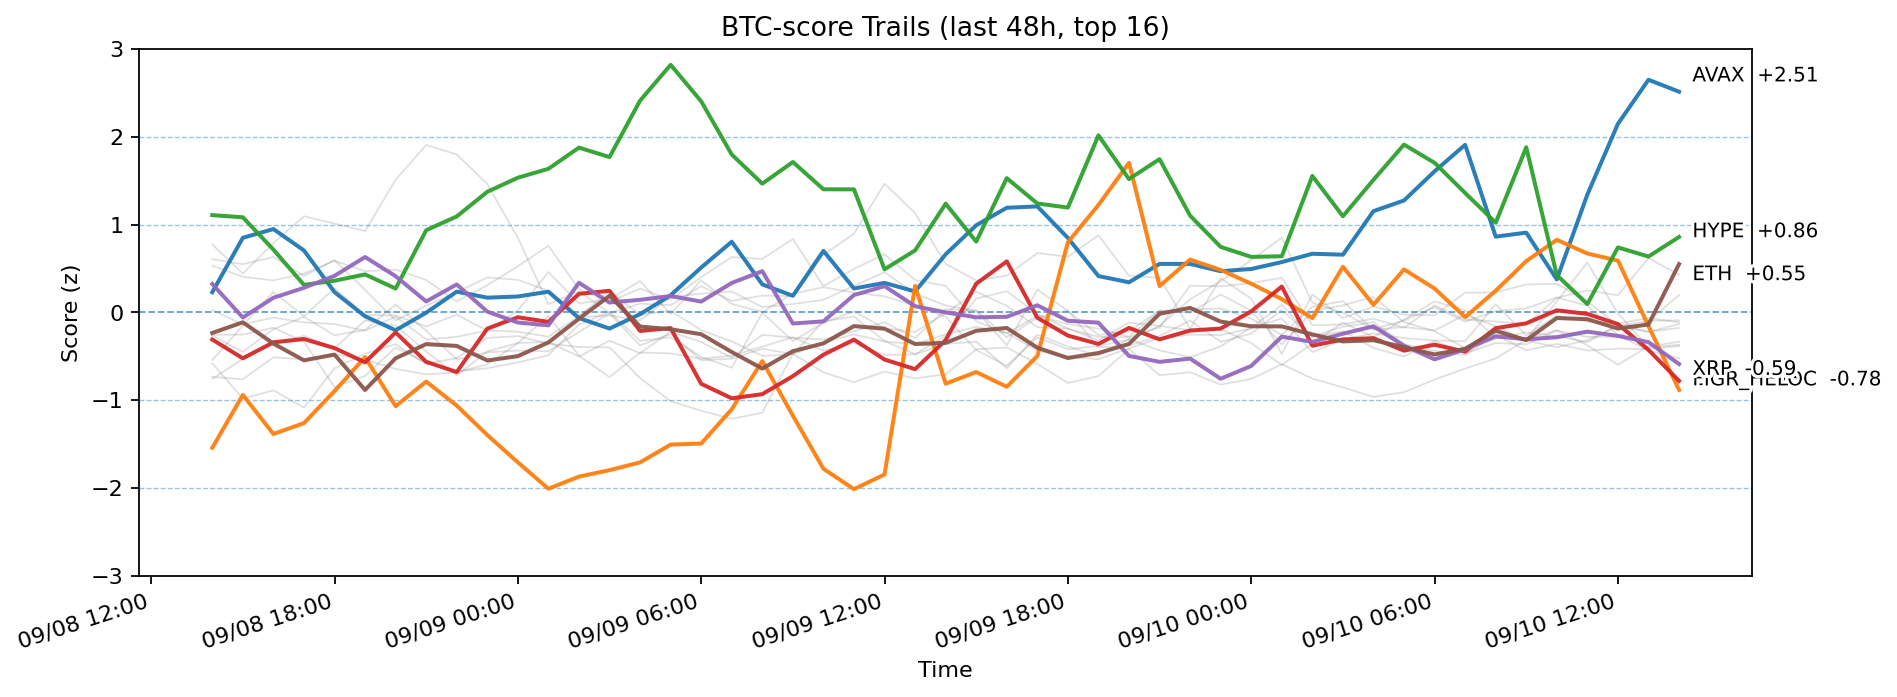 BTC-score Trails (last 48h, top 16)
Score (z)
3
2
1
0
−1
−2
−3
AVAX +2.51
HYPE +0.86
ETH +0.55
XRP -0.59
HELOC -0.78
09/08 12:00
09/08 18:00
09/09 00:00
09/09 06:00
09/09 12:00
09/09 18:00
09/10 00:00
09/10 06:00
09/10 12:00
Time